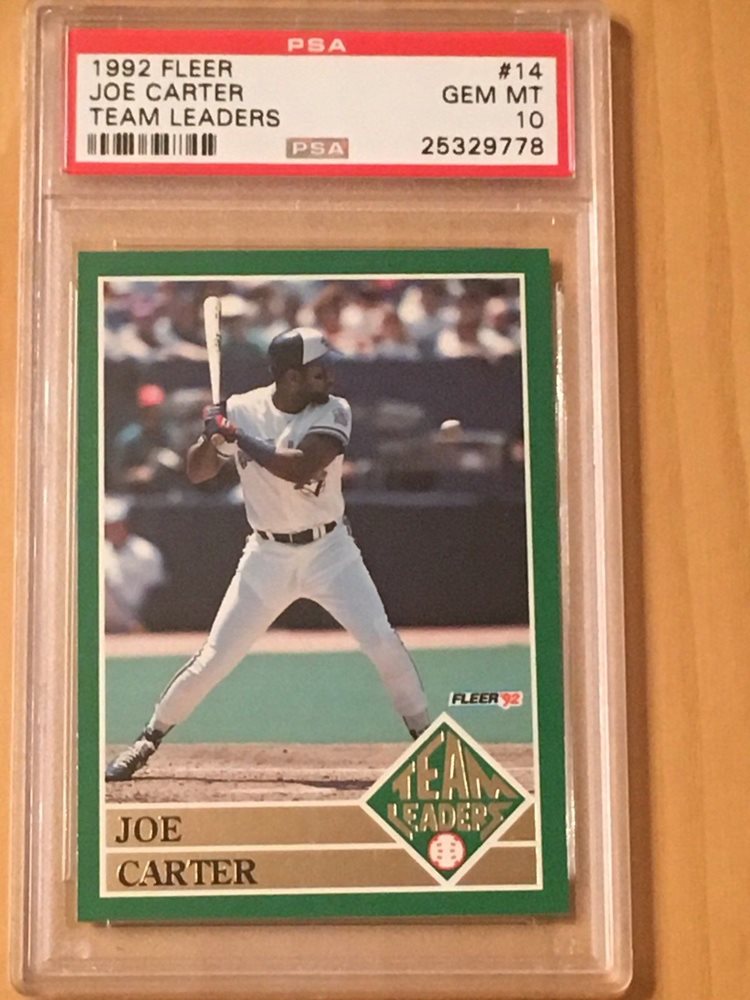 PSA
1992 FLEER #14
JOE CARTER GEM MT
TEAM LEADERS 10
PSA 25329778
FLEER '92
TEAM
LEADERS
JOE
CARTER